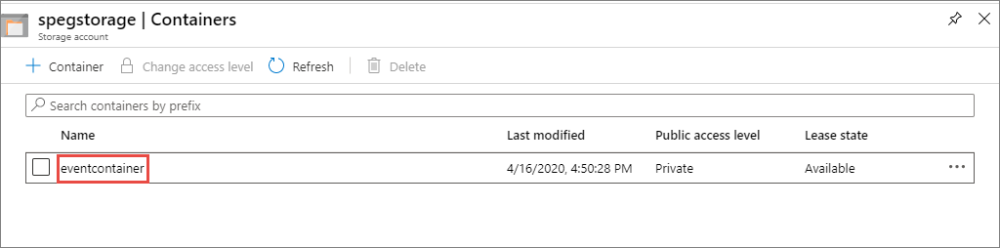 spegstorage | Containers
Storage account
Container Change access level Refresh Delete
Search containers by prefix
Name Last modified Public access level Lease state
eventcontainer 4/16/2020, 4:50:28 PM Private Available